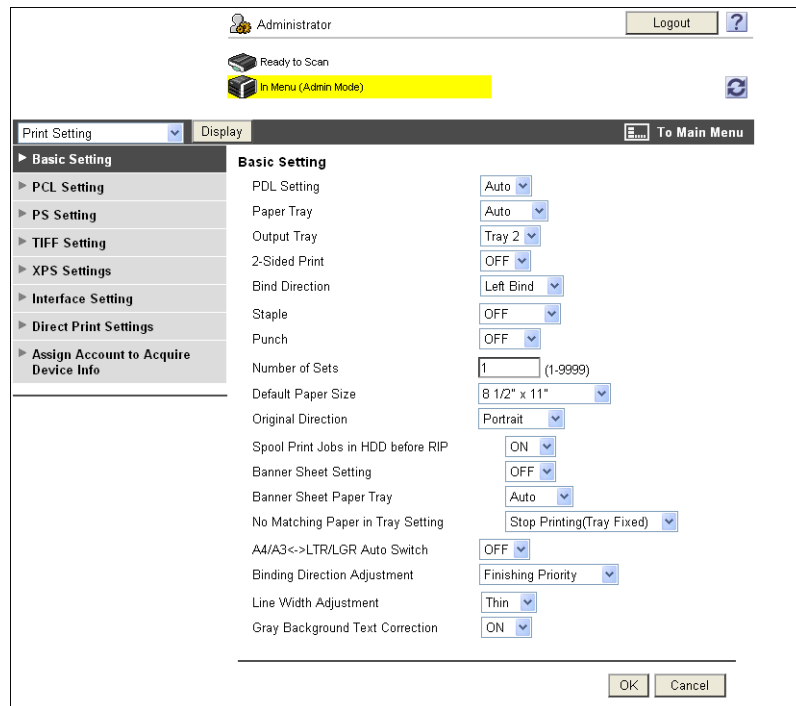 Administrator
Logout
?
Ready to Scan
In Menu (Admin Mode)
Print Setting
Display
To Main Menu
Basic Setting
PCL Setting
PS Setting
TIFF Setting
XPS Settings
Interface Setting
Direct Print Settings
Assign Account to Acquire
Device Info
Basic Setting
PDL Setting Auto
Paper Tray Auto
Output Tray Tray 2
2-Sided Print OFF
Bind Direction Left Bind
Staple OFF
Punch OFF
Number of Sets 1 (1-9999)
Default Paper Size 8 1/2" x 11"
Original Direction Portrait
Spool Print Jobs in HDD before RIP ON
Banner Sheet Setting OFF
Banner Sheet Paper Tray Auto
No Matching Paper in Tray Setting Stop Printing(Tray Fixed)
A4/A3<->LTR/LGR Auto Switch OFF
Binding Direction Adjustment Finishing Priority
Line Width Adjustment Thin
Gray Background Text Correction ON
OK Cancel